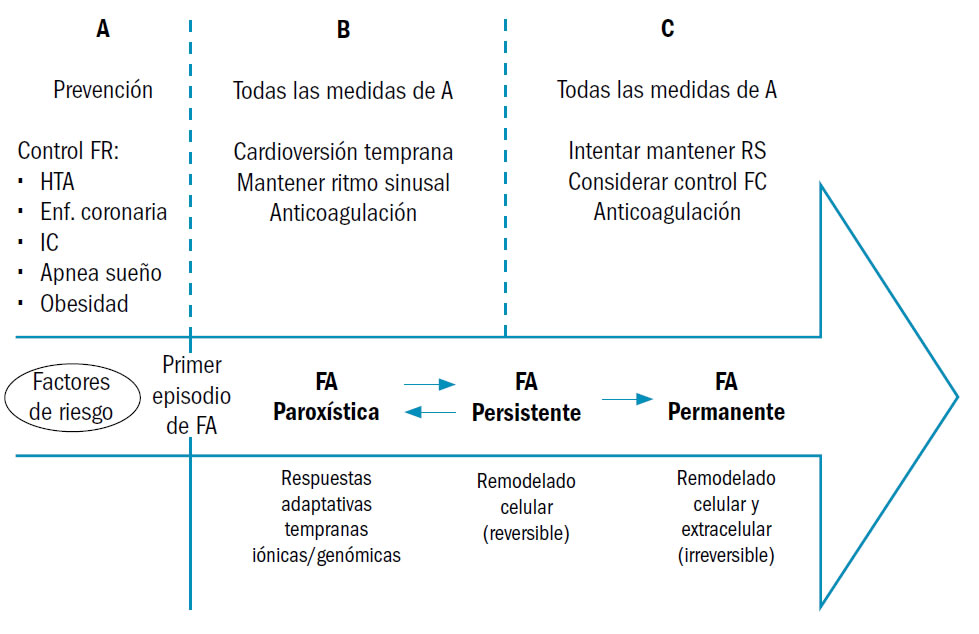 A
Prevención
Control FR:
· HTA
· Enf. coronaria
· IC
· Apnea sueño
· Obesidad
B
Todas las medidas de A
Cardioversión temprana
Mantener ritmo sinusal
Anticoagulación
C
Todas las medidas de A
Intentar mantener RS
Considerar control FC
Anticoagulación
Factores
de riesgo
Primer
episodio
de FA
FA
Paroxística
FA
Persistente
FA
Permanente
Respuestas
adaptativas
tempranas
iónicas/genómicas
Remodelado
celular
(reversible)
Remodelado
celular y
extracelular
(irreversible)